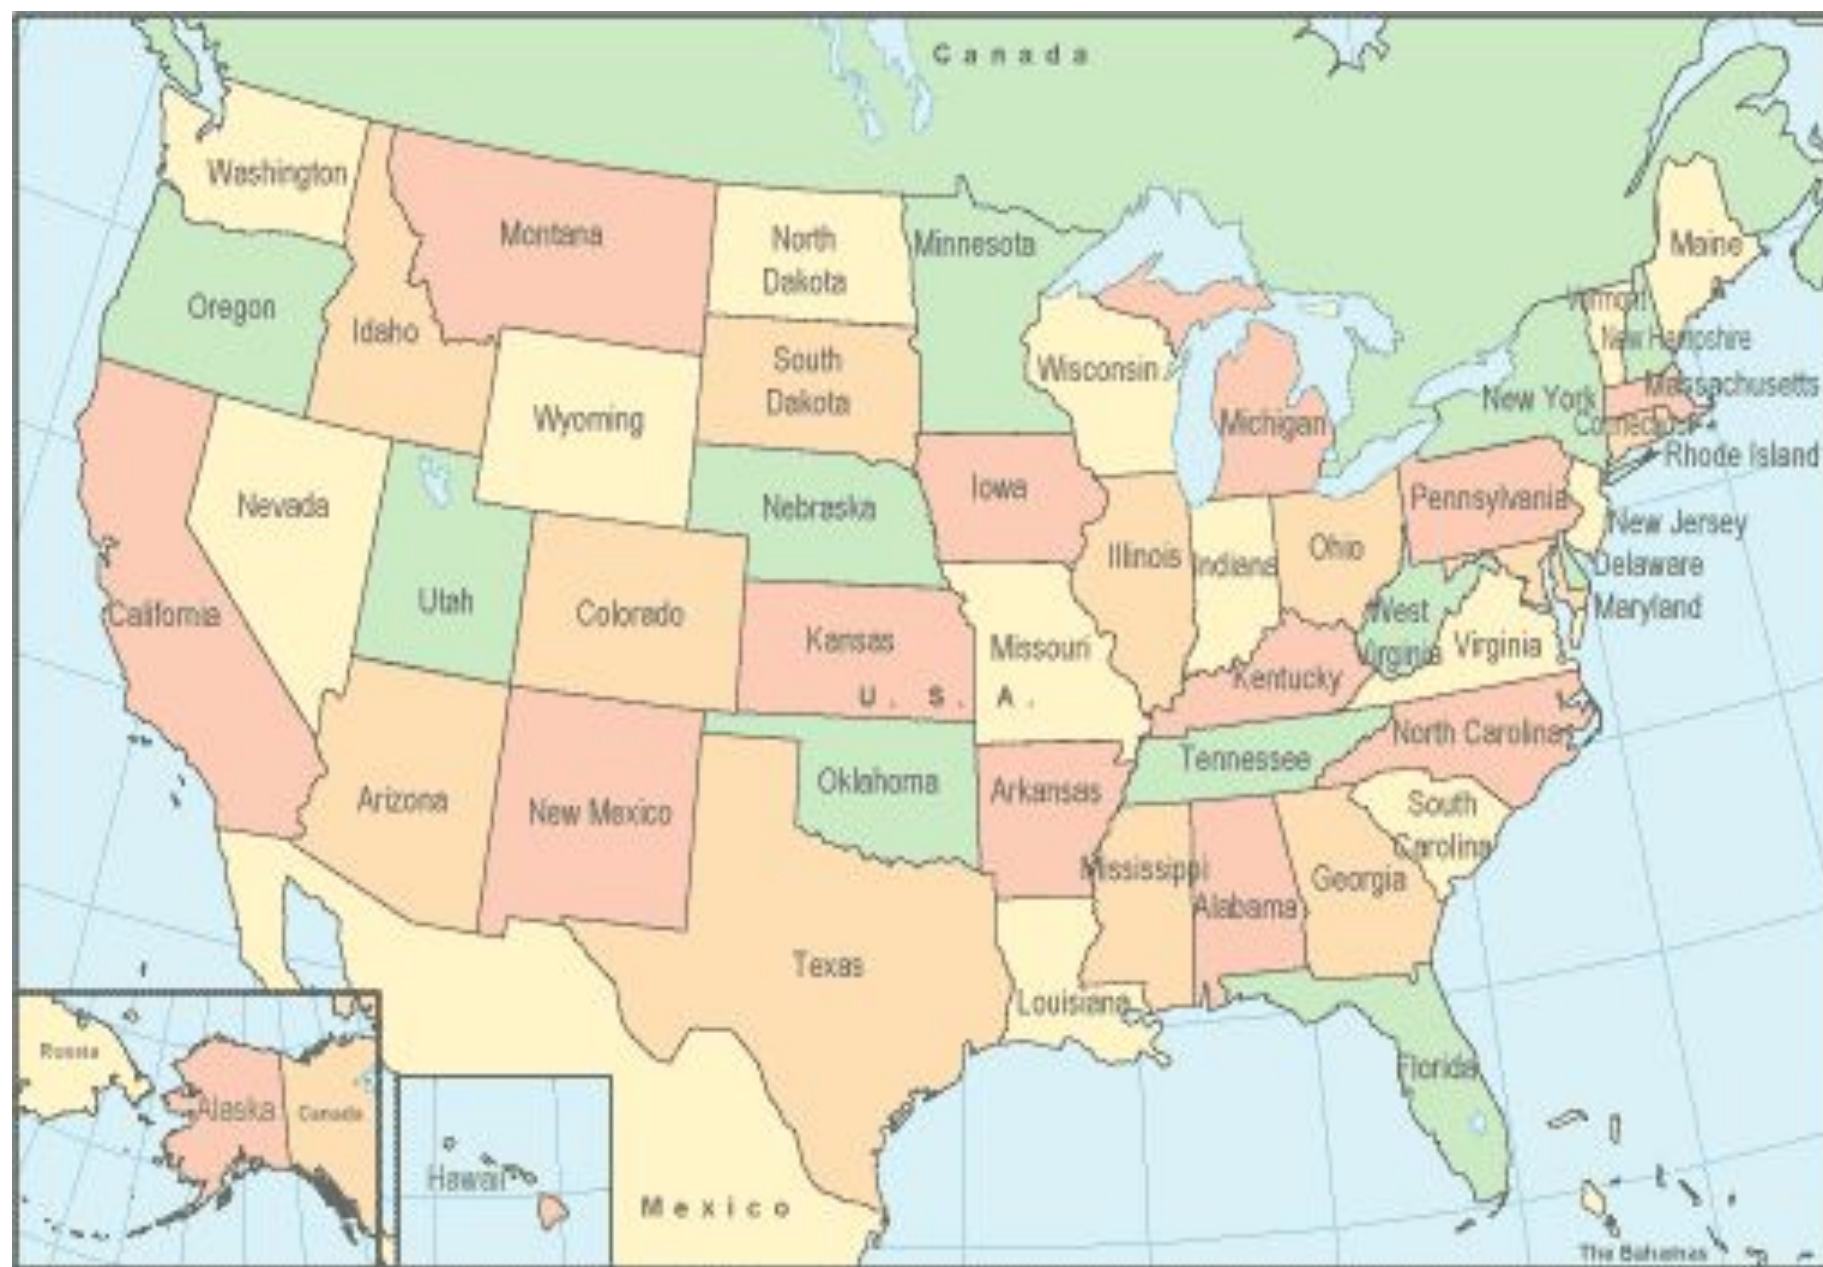 Canada
Washington
Montana
North
Dakota
Minnesota
Maine
Oregon
Idaho
Vermont
New Hampshire
South
Dakota
Wisconsin
Wyoming
Michigan
New York
Massachusetts
Connecticut
Rhode Island
Nevada
Nebraska
Iowa
Pennsylvania
New Jersey
Illinois
Indiana
Ohio
Delaware
California
Utah
Colorado
Kansas
Missouri
West
Virginia
Virginia
Maryland
Kentucky
U. S. A.
North Carolina
Tennessee
Arizona
New Mexico
Oklahoma
Arkansas
South
Carolina
Mississippi
Alabama
Georgia
Texas
Louisiana
Florida
Russia
Alaska
Canada
Hawaii
Mexico
The Bahamas